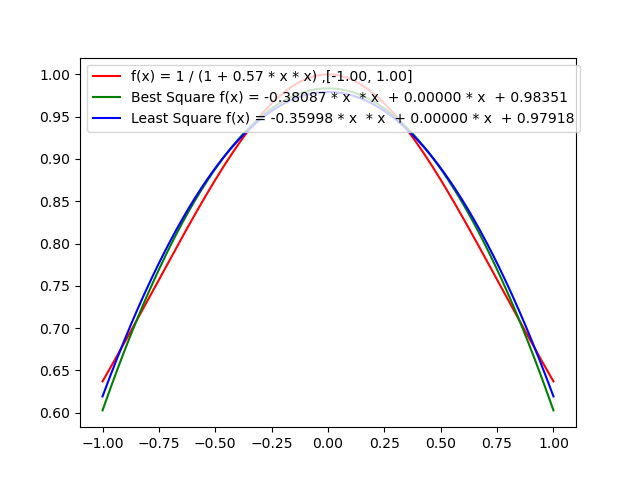 f(x) = 1 / (1 + 0.57 * x * x) ,[-1.00, 1.00]
Best Square f(x) = -0.38087 * x  * x  + 0.00000 * x  + 0.98351
Least Square f(x) = -0.35998 * x  * x  + 0.00000 * x  + 0.97918
1.00
0.95
0.90
0.85
0.80
0.75
0.70
0.65
0.60
−1.00 −0.75 −0.50 −0.25 0.00 0.25 0.50 0.75 1.00